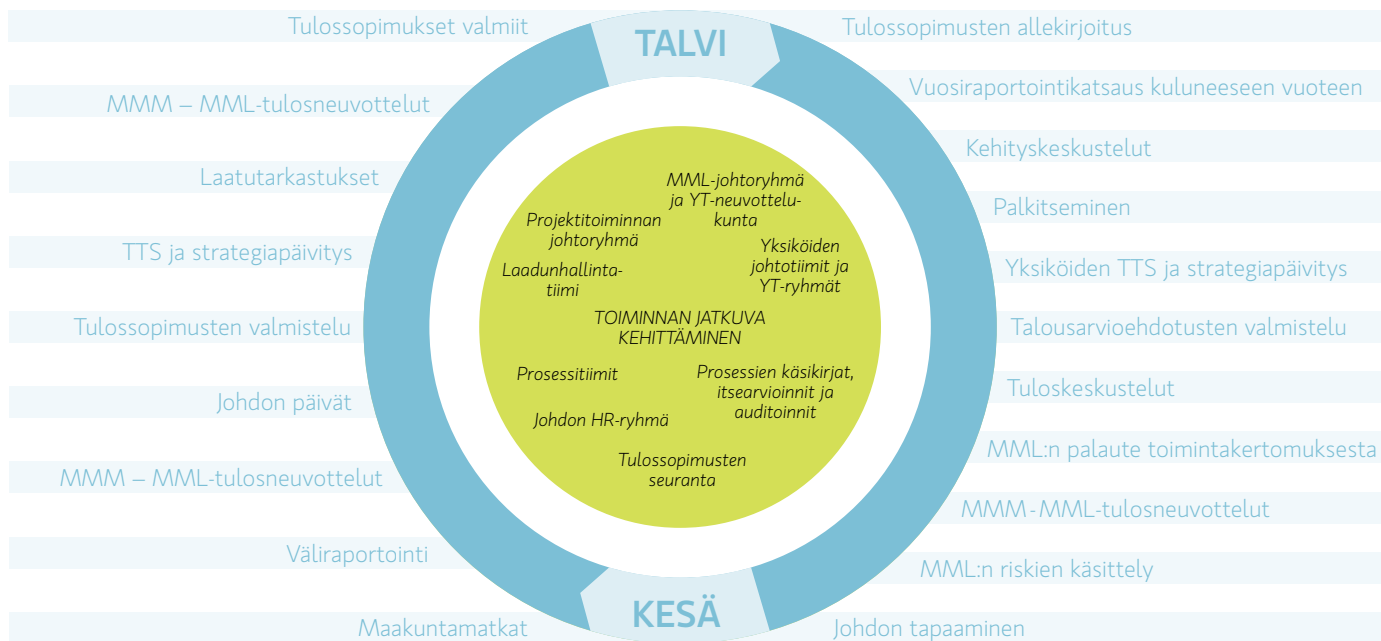 TALVI
Tulossopimusten allekirjoitus
Vuosiraportointikatsaus kuluneeseen vuoteen
Kehityskeskustelut
Palkitseminen
Yksiköiden TTS ja strategiapäivitys
Talousarvioehdotusten valmistelu
Tuloskeskustelut
MML:n palaute toimintakertomuksesta
MMM-MML-tulosneuvottelut
MML:n riskien käsittely
Johdon tapaaminen
KESÄ
Maakuntamatkat
Väliraportointi
MMM – MML-tulosneuvottelut
Johdon päivät
Tulossopimusten valmistelu
TTS ja strategiapäivitys
Laatutarkastukset
MMM – MML-tulosneuvottelut
Tulossopimukset valmiit
MML-johtoryhmä
ja YT-neuvottelu-
kunta
Projektitoiminnan
johtoryhmä
Yksiköiden
johtotiimit ja
YT-ryhmät
Laadunhallinta-
tiimi
TOIMINNAN JATKUVA
KEHITTÄMINEN
Prosessitiimit
Prosessien käsikirjat,
itsearvioinnit ja
auditoinnit
Johdon HR-ryhmä
Tulossopimusten
seuranta